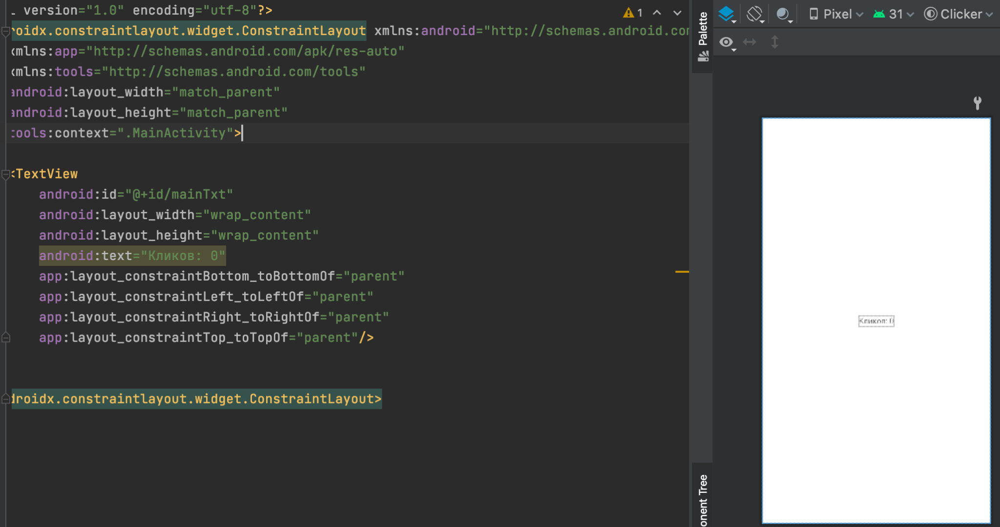 version="1.0" encoding="utf-8"?>
1
roidx.constraintlayout.widget.ConstraintLayout xmlns:android="http://schemas.android.com
xmlns:app="http://schemas.android.com/apk/res-auto"
xmlns:tools="http://schemas.android.com/tools"
android:layout_width="match_parent"
android:layout_height="match_parent"
tools:context=".MainActivity">
<TextView
android:id="@+id/mainTxt"
android:layout_width="wrap_content"
android:layout_height="wrap_content"
android:text="Кликов: 0"
app:layout_constraintBottom_toBottomOf="parent"
app:layout_constraintLeft_toLeftOf="parent"
app:layout_constraintRight_toRightOf="parent"
app:layout_constraintTop_toTopOf="parent"/>
droidx.constraintlayout.widget.ConstraintLayout>
Palette
onent Tree
Pixel 31 Clicker
Кликов: 0